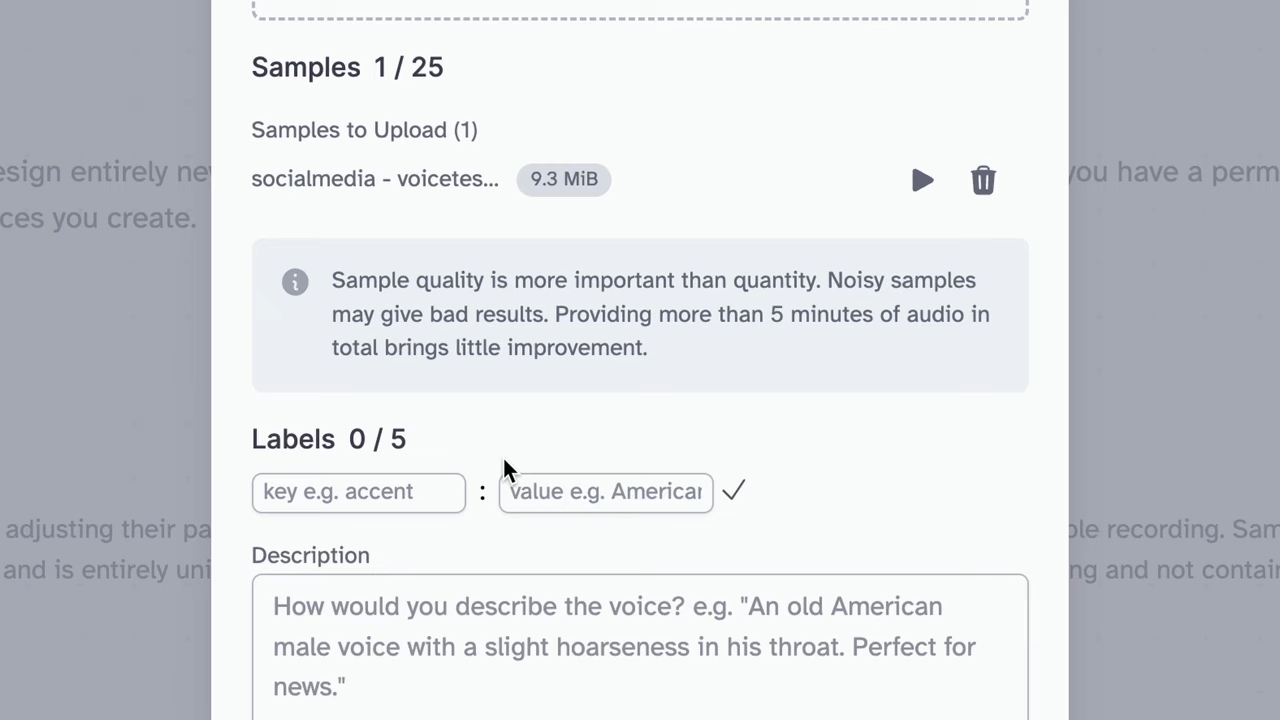 Samples 1 / 25
Samples to Upload (1)
socialmedia - voicetes... 9.3 MiB
design entirely
you have a perm
ces you create.
Sample quality is more important than quantity. Noisy samples
may give bad results. Providing more than 5 minutes of audio in
total brings little improvement.
Labels 0 / 5
key e.g. accent : value e.g. American
adjusting their pa
ple recording. Sam
Description
and is entirely uni
ng and not contain
How would you describe the voice? e.g. "An old American
male voice with a slight hoarseness in his throat. Perfect for
news."